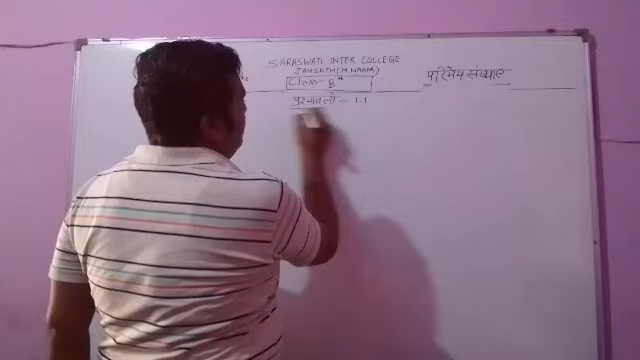 SARASWATI INTER COLLEGE
JANSATH (M.NAGAR)
Class - 8th
परिमेय संख्याएं
प्रश्नावली - 1.1